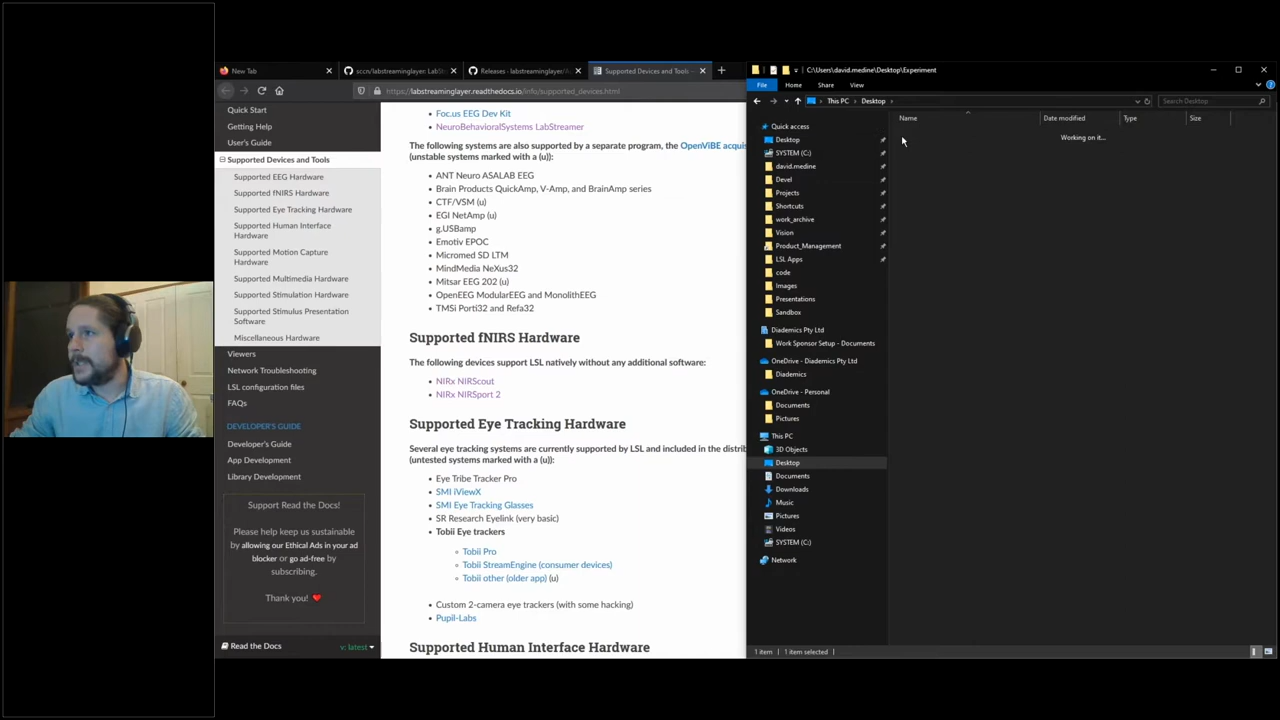 New Tab
sccn/labstreaminglayer: LabSt
Releases · labstreaminglayer/A
Supported Devices and Tools —
https://labstreaminglayer.readthedocs.io/info/supported_devices.html
Quick Start
Getting Help
User's Guide
Supported Devices and Tools
Supported EEG Hardware
Supported fNIRS Hardware
Supported Eye Tracking Hardware
Supported Human Interface
Hardware
Supported Motion Capture
Hardware
Supported Multimedia Hardware
Supported Stimulation Hardware
Supported Stimulus Presentation
Software
Miscellaneous Hardware
Viewers
Network Troubleshooting
LSL configuration files
FAQs
DEVELOPER'S GUIDE
Developer's Guide
App Development
Library Development
Support Read the Docs!
Please help keep us sustainable
by allowing our Ethical Ads in your ad
blocker or go ad-free by
subscribing.
Thank you! ❤️
Read the Docs
v: latest
Foc.us EEG Dev Kit
NeuroBehavioralSystems LabStreamer
The following systems are also supported by a separate program, the OpenViBE acquis
(unstable systems marked with a (u)):
ANT Neuro ASALAB EEG
Brain Products QuickAmp, V-Amp, and BrainAmp series
CTF/VSM (u)
EGI NetAmp (u)
g.USBamp
Emotiv EPOC
Micromed SD LTM
MindMedia NeXus32
Mitsar EEG 202 (u)
OpenEEG ModularEEG and MonolithEEG
TMSi Porti32 and Refa32
Supported fNIRS Hardware
The following devices support LSL natively without any additional software:
NIRx NIRScout
NIRx NIRSport 2
Supported Eye Tracking Hardware
Several eye tracking systems are currently supported by LSL and included in the distrib
(untested systems marked with a (u)):
Eye Tribe Tracker Pro
SMI iViewX
SMI Eye Tracking Glasses
SR Research Eyelink (very basic)
Tobii Eye trackers
Tobii Pro
Tobii StreamEngine (consumer devices)
Tobii other (older app) (u)
Custom 2-camera eye trackers (with some hacking)
Pupil-Labs
Supported Human Interface Hardware
C:\Users\david.medine\Desktop\Experiment
File
Home
Share
View
This PC > Desktop >
Search Desktop
Name
Date modified
Type
Size
Working on it...
Quick access
Desktop
SYSTEM (C:)
david.medine
Devel
Projects
Shortcuts
work_archive
Vision
Product_Management
LSL Apps
code
Images
Presentations
Sandbox
Diademics Pty Ltd
Work Sponsor Setup - Documents
OneDrive - Diademics Pty Ltd
Diademics
OneDrive - Personal
Documents
Pictures
This PC
3D Objects
Desktop
Documents
Downloads
Music
Pictures
Videos
SYSTEM (C:)
Network
1 item
1 item selected